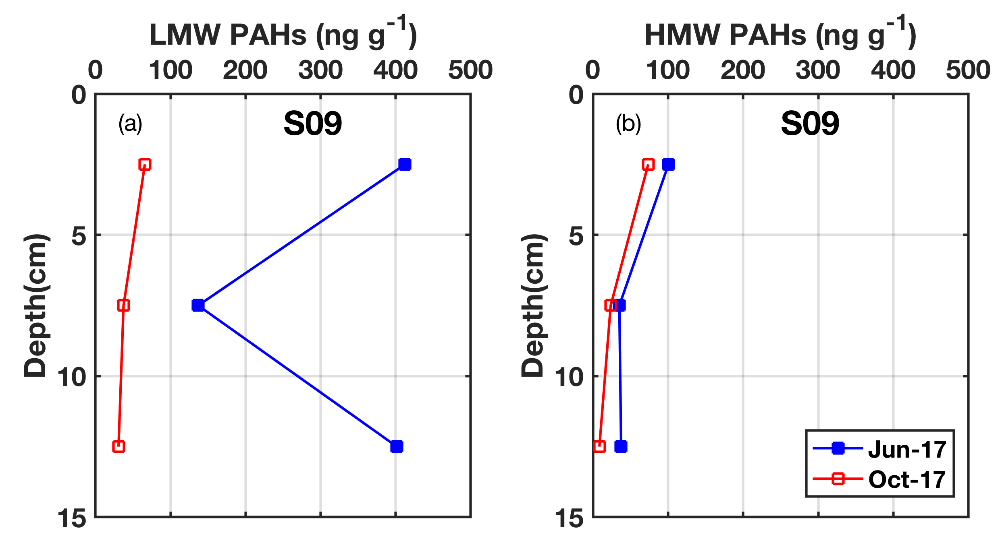 LMW PAHs (ng g-1)
0 100 200 300 400 500
0
5
10
15
Depth(cm)
(a) S09
HMW PAHs (ng g-1)
0 100 200 300 400 500
0
5
10
15
Depth(cm)
(b) S09
Jun-17
Oct-17